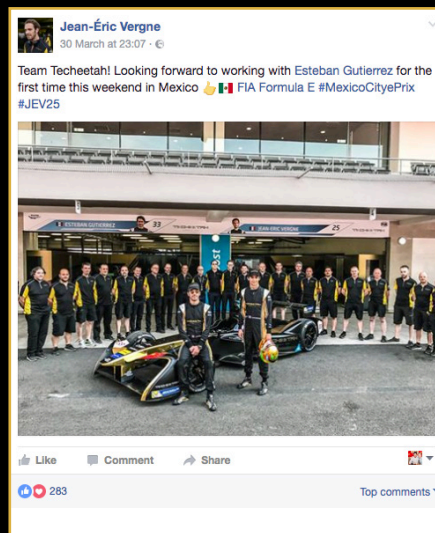 Jean-Éric Vergne
30 March at 23:07 ·
Team Techeetah! Looking forward to working with Esteban Gutierrez for the
first time this weekend in Mexico 👍🇲🇽 FIA Formula E #MexicoCityePrix
#JEV25
ESTEBAN GUTIERREZ 33 TECHEETAH JEAN-ERIC VERGNE 25 TECHEETAH
Like Comment Share
283 Top comments